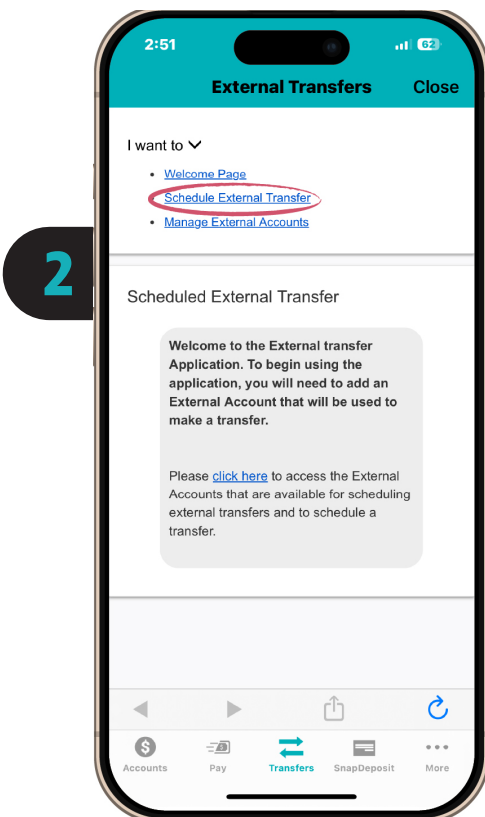 2:51
62
External Transfers Close
I want to
• Welcome Page
Schedule External Transfer
• Manage External Accounts
2
Scheduled External Transfer
Welcome to the External transfer
Application. To begin using the
application, you will need to add an
External Account that will be used to
make a transfer.
Please click here to access the External
Accounts that are available for scheduling
external transfers and to schedule a
transfer.
$
Accounts Pay Transfers SnapDeposit More